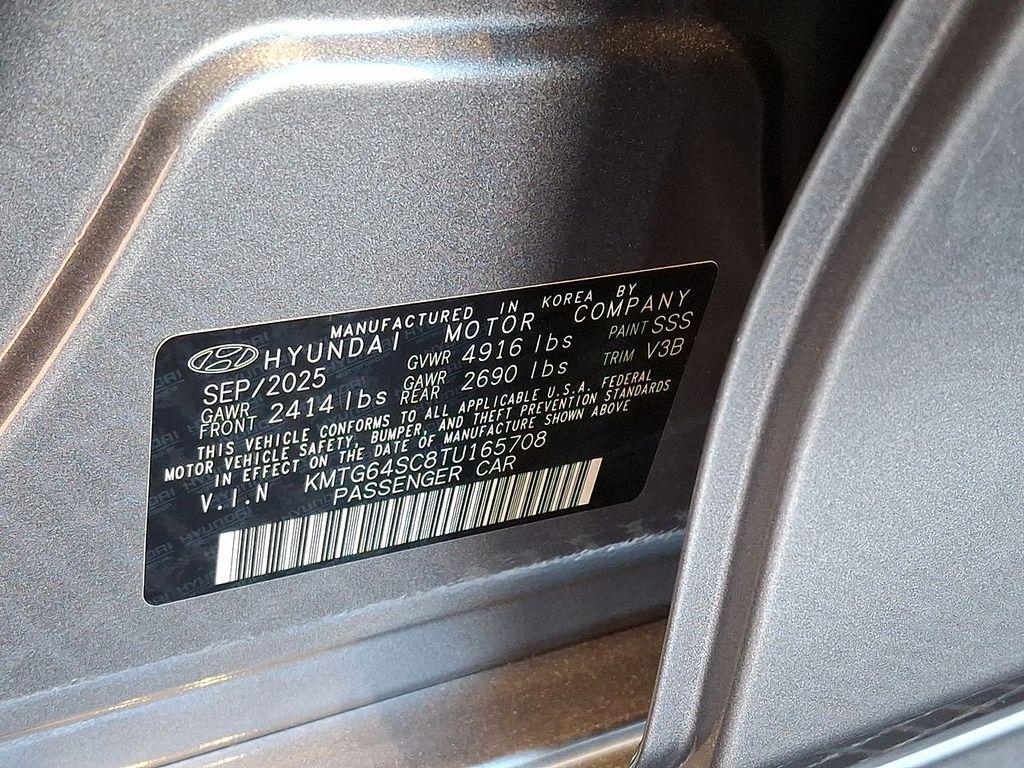 MANUFACTURED IN KOREA BY
HYUNDAI MOTOR COMPANY
SEP/2025 GVWR 4916 lbs PAINT SSS
GAWR FRONT 2414 lbs GAWR REAR 2690 lbs TRIM V3B
THIS VEHICLE CONFORMS TO ALL APPLICABLE U.S.A. FEDERAL
MOTOR VEHICLE SAFETY, BUMPER, AND THEFT PREVENTION STANDARDS
IN EFFECT ON THE DATE OF MANUFACTURE SHOWN ABOVE
V.I.N KMTG64SC8TU165708
PASSENGER CAR